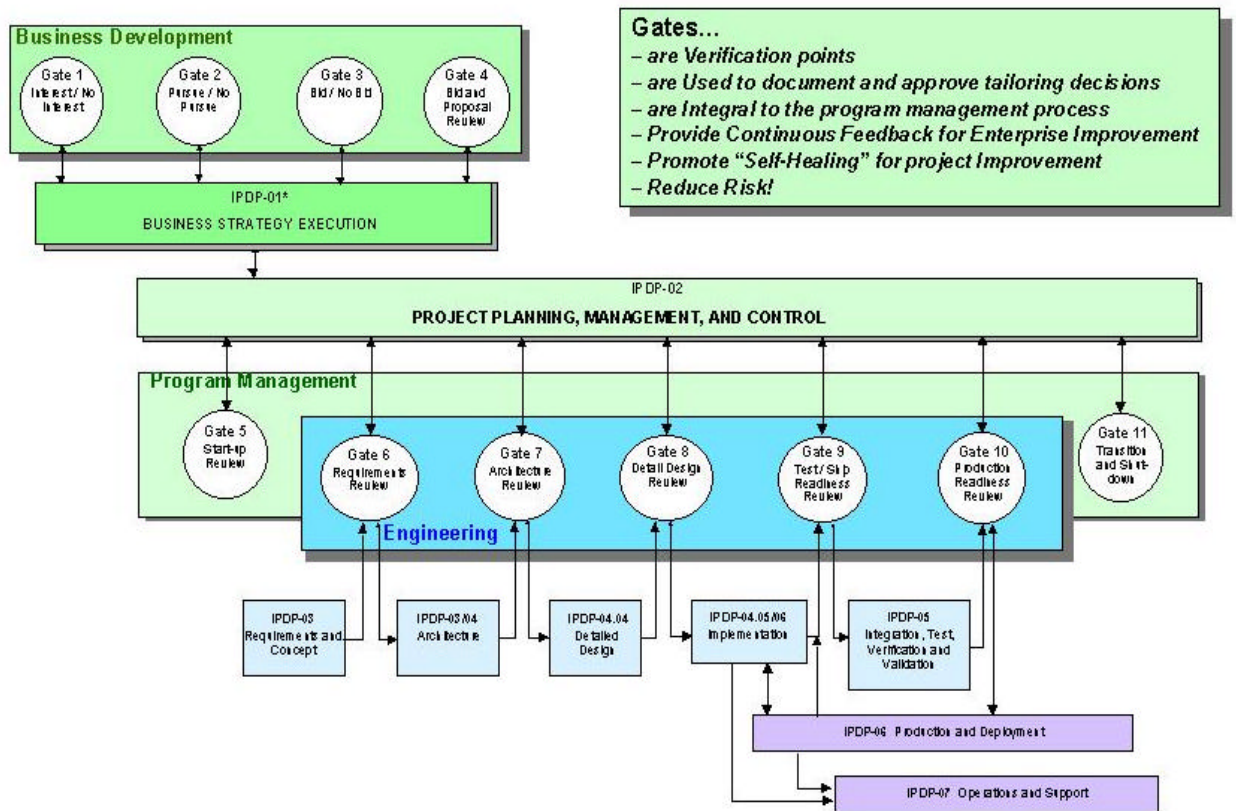 Business Development
Gate 1
Interest / No
Interest
Gate 2
Pursue / No
Pursue
Gate 3
Bid / No Bid
Gate 4
Bid and
Proposal
Review
Gates…
– are Verification points
– are Used to document and approve tailoring decisions
– are Integral to the program management process
– Provide Continuous Feedback for Enterprise Improvement
– Promote “Self-Healing” for project Improvement
– Reduce Risk!
IPDP-01*
BUSINESS STRATEGY EXECUTION
IPDP-02
PROJECT PLANNING, MANAGEMENT, AND CONTROL
Program Management
Gate 5
Start-up
Review
Gate 6
Requirements
Review
Gate 7
Architecture
Review
Gate 8
Detail Design
Review
Gate 9
Test / Ship
Readiness
Review
Gate 10
Production
Readiness
Review
Gate 11
Transition
and Shut-
down
Engineering
IPDP-03
Requirements and
Concept
IPDP-03/04
Architecture
IPDP-04.04
Detailed
Design
IPDP-04.05/06
Implementation
IPDP-05
Integration, Test,
Verification and
Validation
IPDP-06 Production and Deployment
IPDP-07 Operations and Support